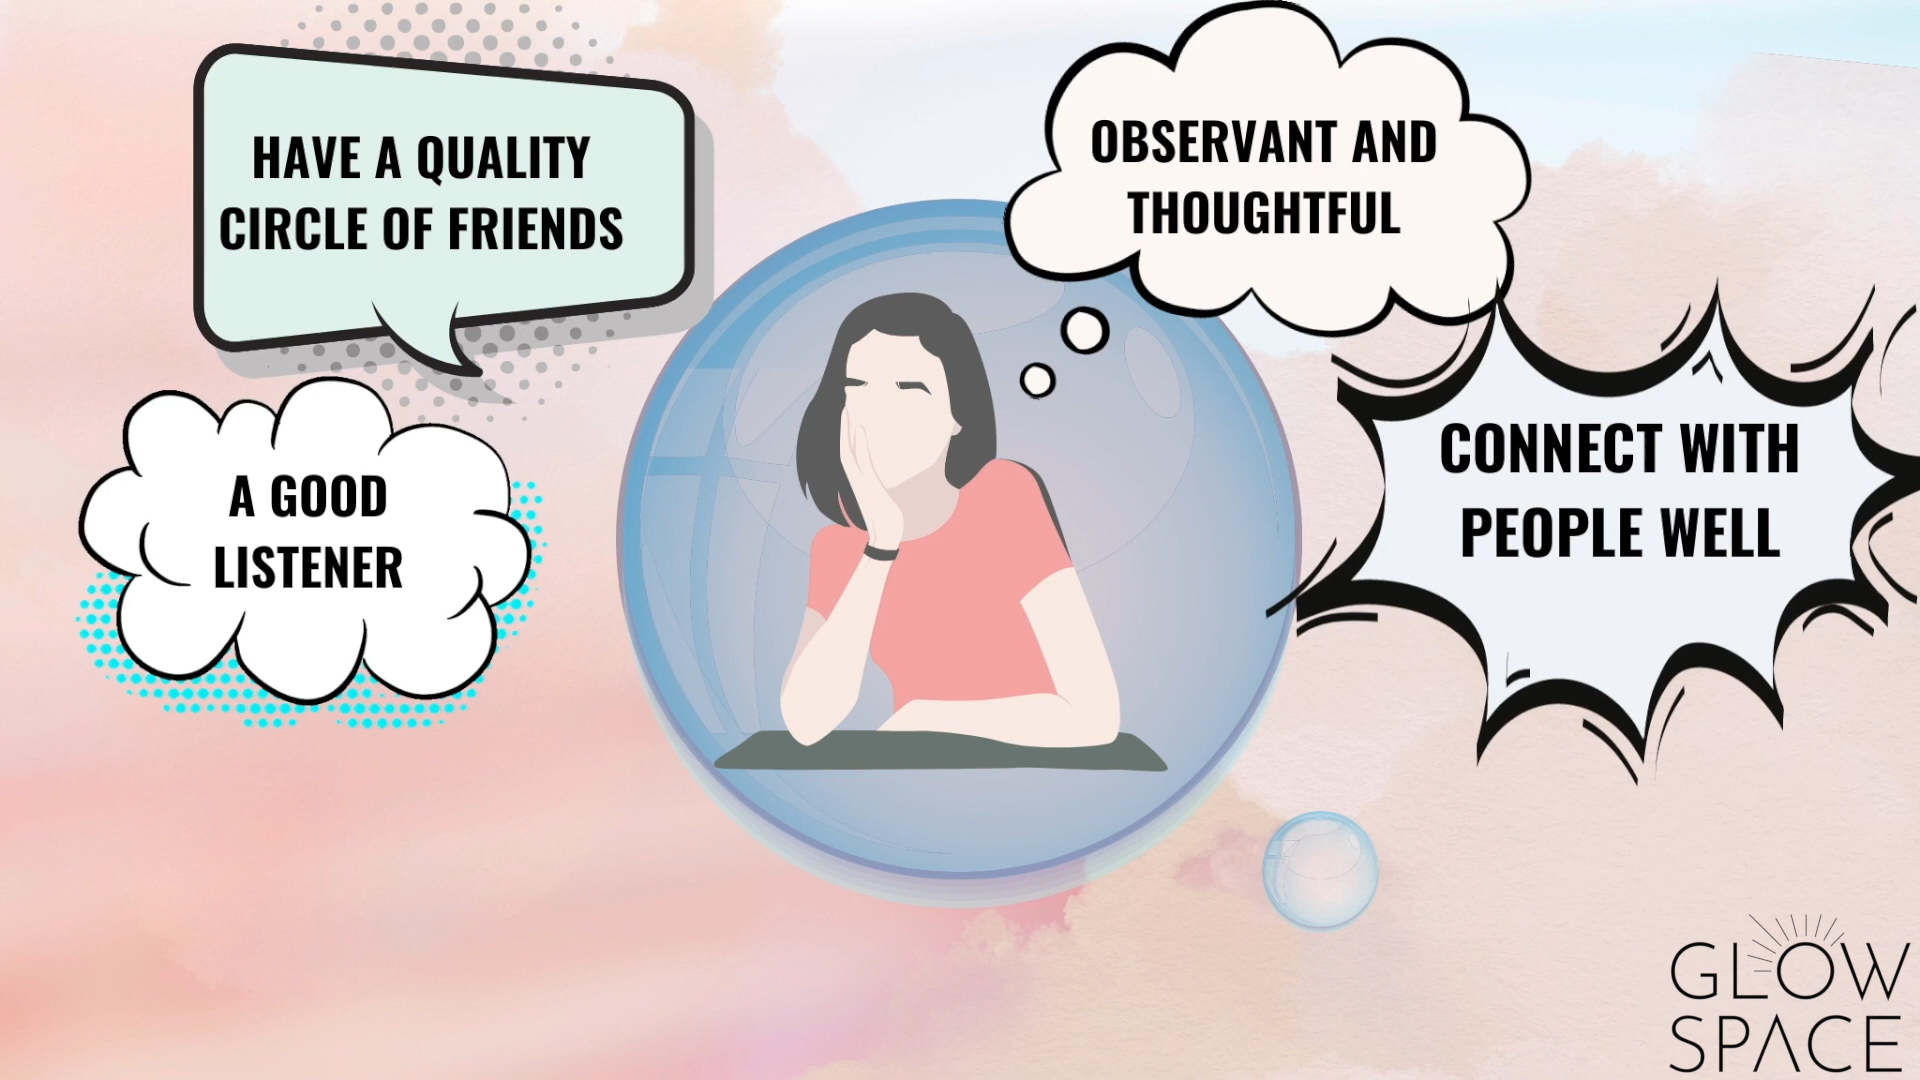 HAVE A QUALITY
CIRCLE OF FRIENDS
OBSERVANT AND
THOUGHTFUL
A GOOD
LISTENER
CONNECT WITH
PEOPLE WELL
GLOW
SPACE